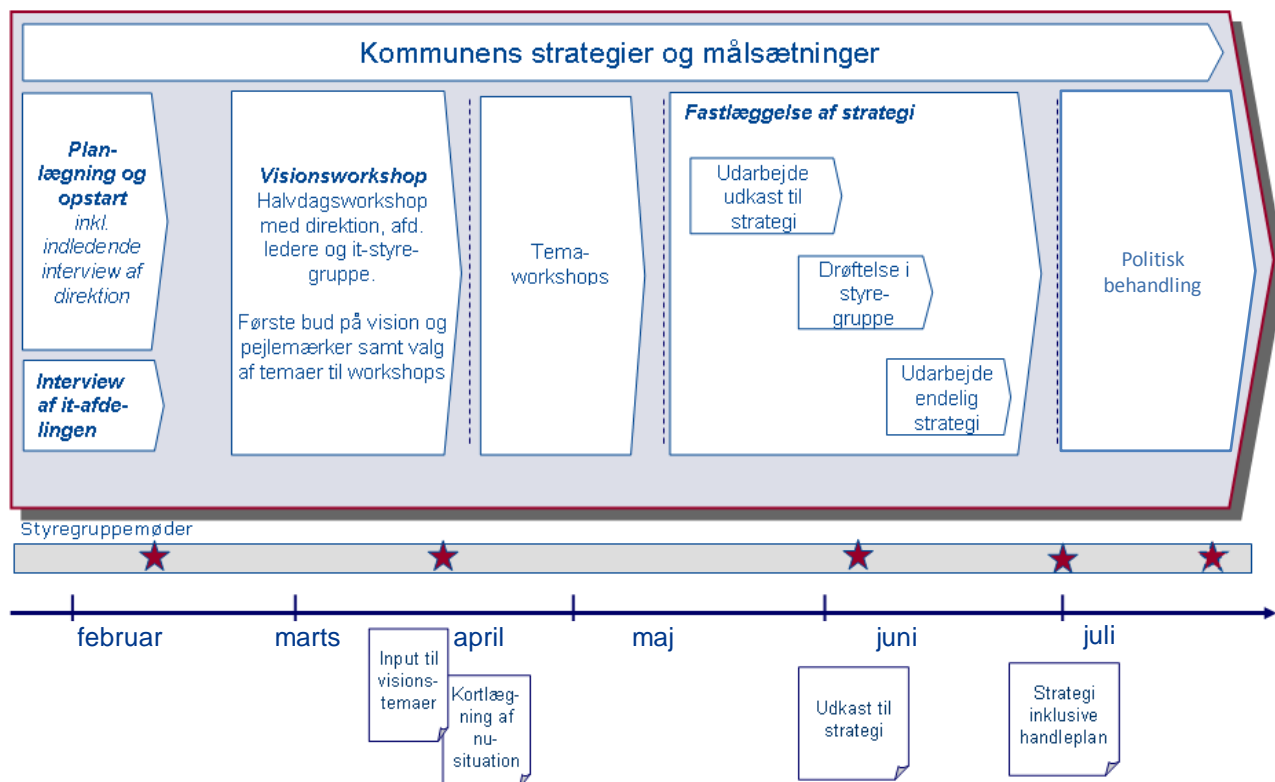 Kommunens strategier og målsætninger
Plan-
lægning og
opstart
inkl.
indledende
interview af
direktion
Interview
af it-afde-
lingen
Visionsworkshop
Halvdagsworkshop
med direktion, afd.
ledere og it-styre-
gruppe.
Første bud på vision og
pejlemærker samt valg
af temaer til workshops
Tema-
workshops
Fastlæggelse af strategi
Udarbejde
udkast til
strategi
Drøftelse i
styre-
gruppe
Udarbejde
endelig
strategi
Politisk
behandling
Styregruppemøder
februar
marts
april
maj
juni
juli
Input til
visions-
temaer
Kortlæg-
ning af
nu-
situation
Udkast til
strategi
Strategi
inklusive
handleplan